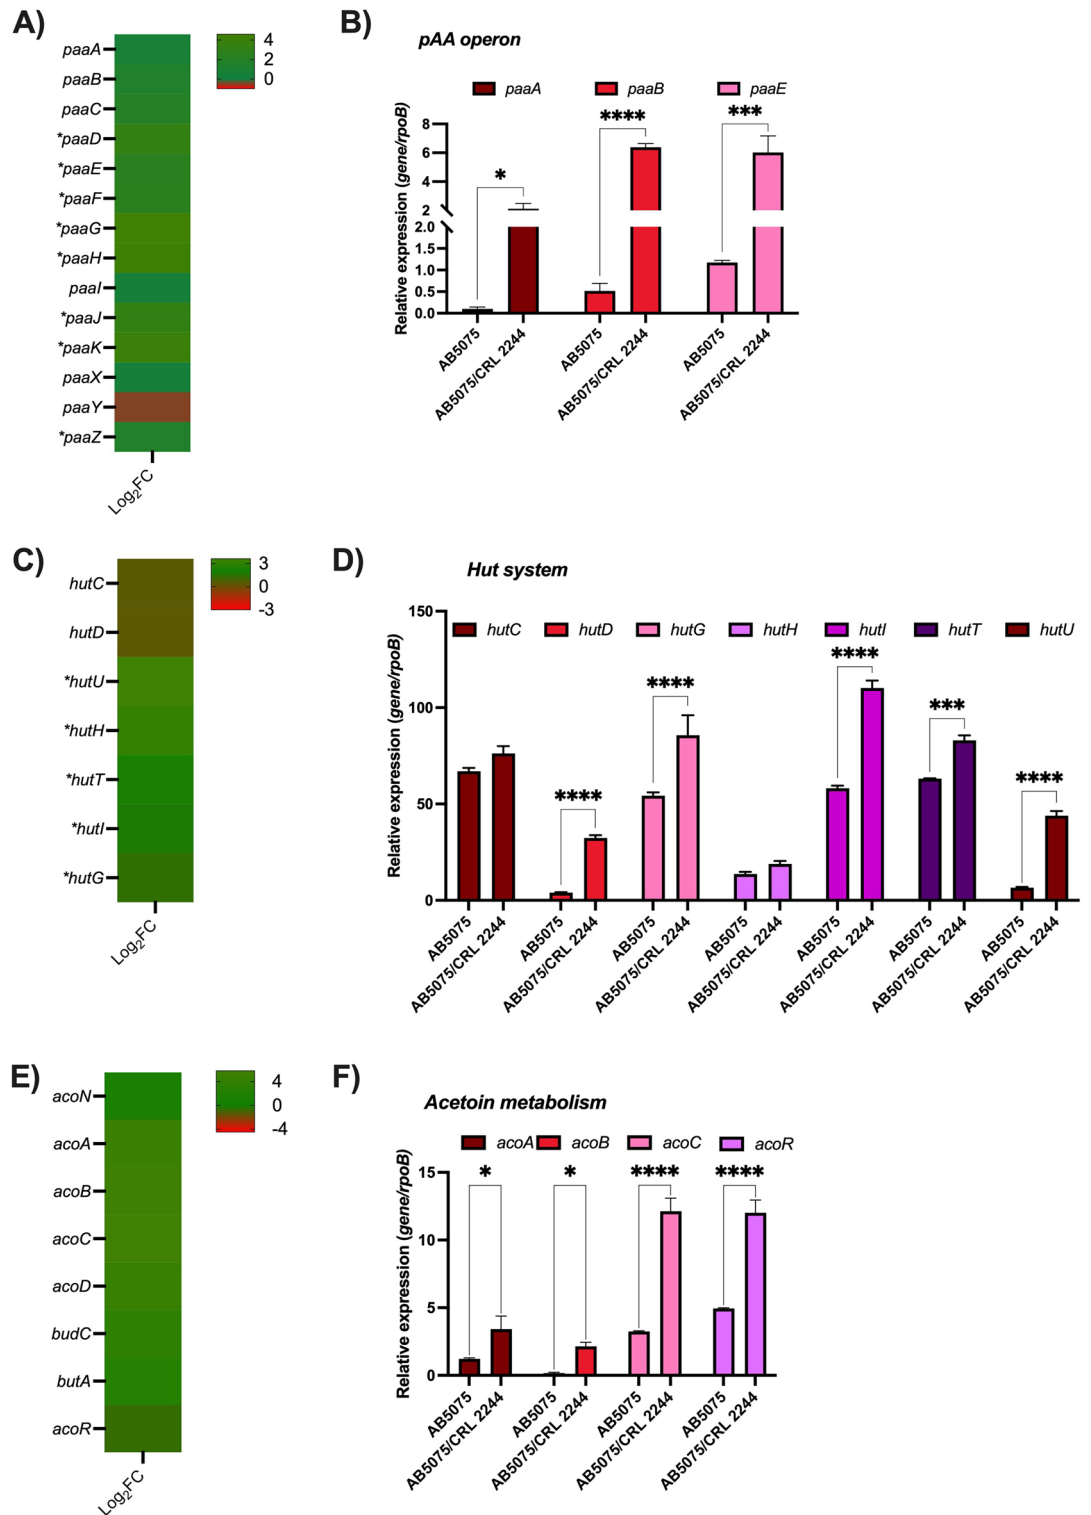 A)
paaA
paaB
paaC
*paaD
*paaE
*paaF
*paaG
*paaH
paaI
*paaJ
*paaK
paaX
paaY
*paaZ
Log2FC
4
2
0
B)
pAA operon
paaA
paaB
paaE
Relative expression (gene/rpoB)
8
6
4
2
2.0
1.5
1.0
0.5
0.0
*
****
***
AB5075
AB5075/CRL 2244
AB5075
AB5075/CRL 2244
AB5075
AB5075/CRL 2244
C)
hutC
hutD
*hutU
*hutH
*hutT
*hutI
*hutG
Log2FC
3
0
-3
D)
Hut system
hutC
hutD
hutG
hutH
hutI
hutT
hutU
Relative expression (gene/rpoB)
150
100
50
0
****
****
****
***
****
AB5075
AB5075/CRL 2244
AB5075
AB5075/CRL 2244
AB5075
AB5075/CRL 2244
AB5075
AB5075/CRL 2244
AB5075
AB5075/CRL 2244
AB5075
AB5075/CRL 2244
AB5075
AB5075/CRL 2244
E)
acoN
acoA
acoB
acoC
acoD
budC
butA
acoR
Log2FC
4
0
-4
F)
Acetoin metabolism
acoA
acoB
acoC
acoR
Relative expression (gene/rpoB)
15
10
5
0
*
*
****
****
AB5075
AB5075/CRL 2244
AB5075
AB5075/CRL 2244
AB5075
AB5075/CRL 2244
AB5075
AB5075/CRL 2244